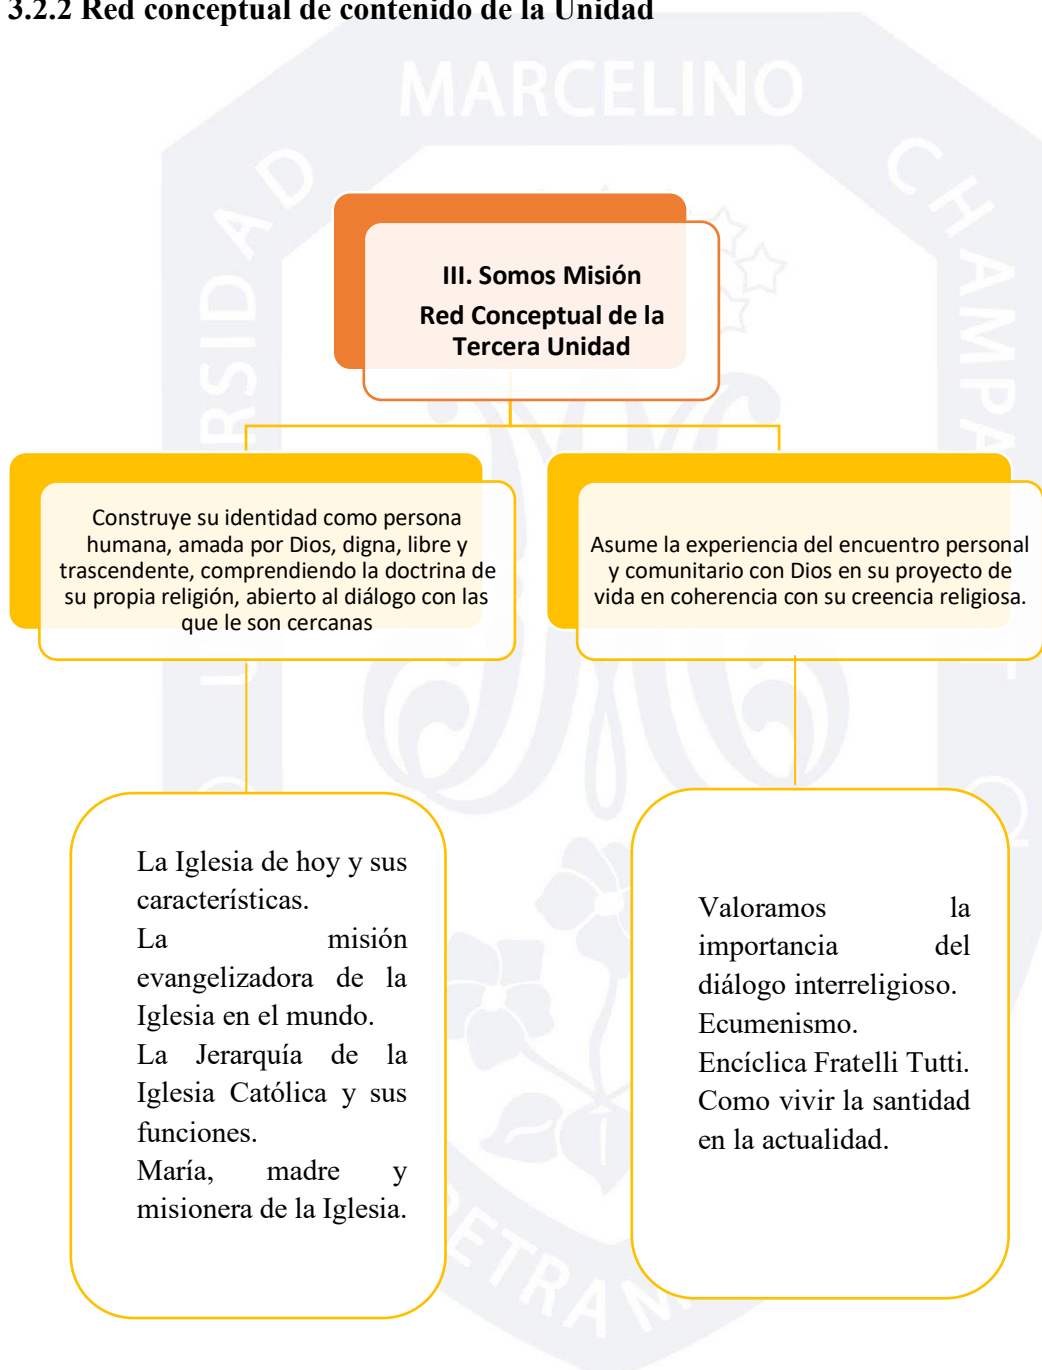 3.2.2 Red conceptual de contenido de la Unidad
MARCELINO
CHAMPA
RSIDAD
III. Somos Misión
Red Conceptual de la
Tercera Unidad
Construye su identidad como persona
humana, amada por Dios, digna, libre y
trascendente, comprendiendo la doctrina de
su propia religión, abierto al diálogo con las
que le son cercanas
Asume la experiencia del encuentro personal
y comunitario con Dios en su proyecto de
vida en coherencia con su creencia religiosa.
La Iglesia de hoy y sus
características.
La misión
evangelizadora de la
Iglesia en el mundo.
La Jerarquía de la
Iglesia Católica y sus
funciones.
María, madre y
misionera de la Iglesia.
Valoramos la
importancia del
diálogo interreligioso.
Ecumenismo.
Encíclica Fratelli Tutti.
Como vivir la santidad
en la actualidad.
PETRAM